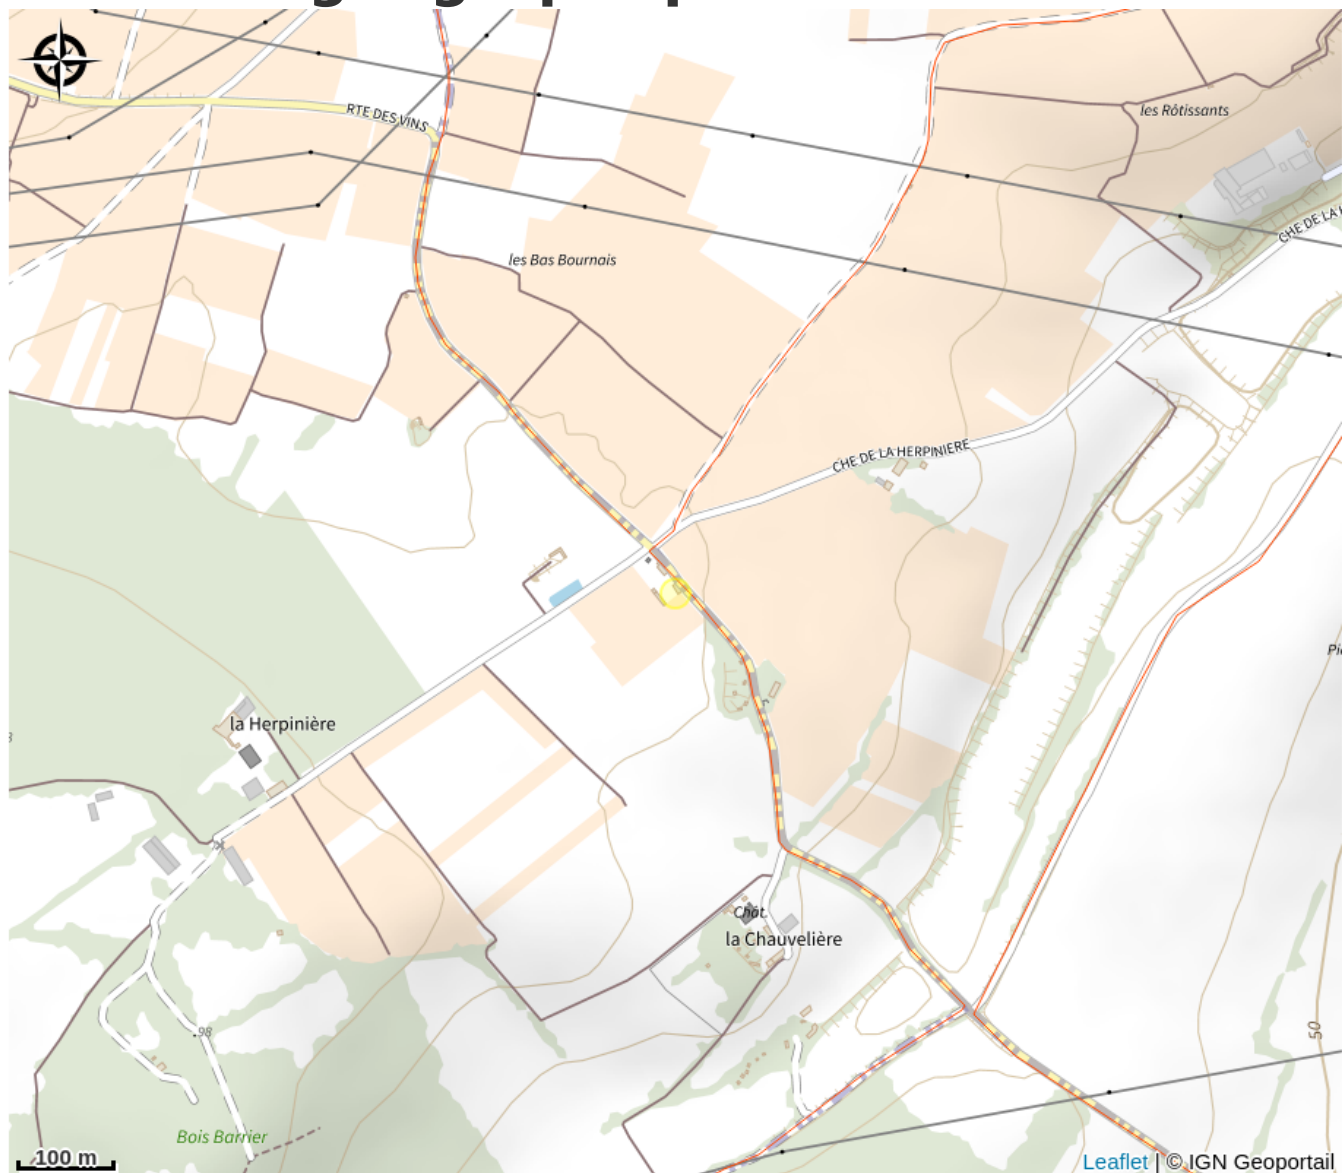 RTE DES VINS
les Rôtissants
CHE DE LA
les Bas Bournais
CHE DE LA HERPINIERE
la Herpinière
Chât.
la Chauvelière
98
50
Bois Barrier
100 m
Leaflet | © IGN Geoportail